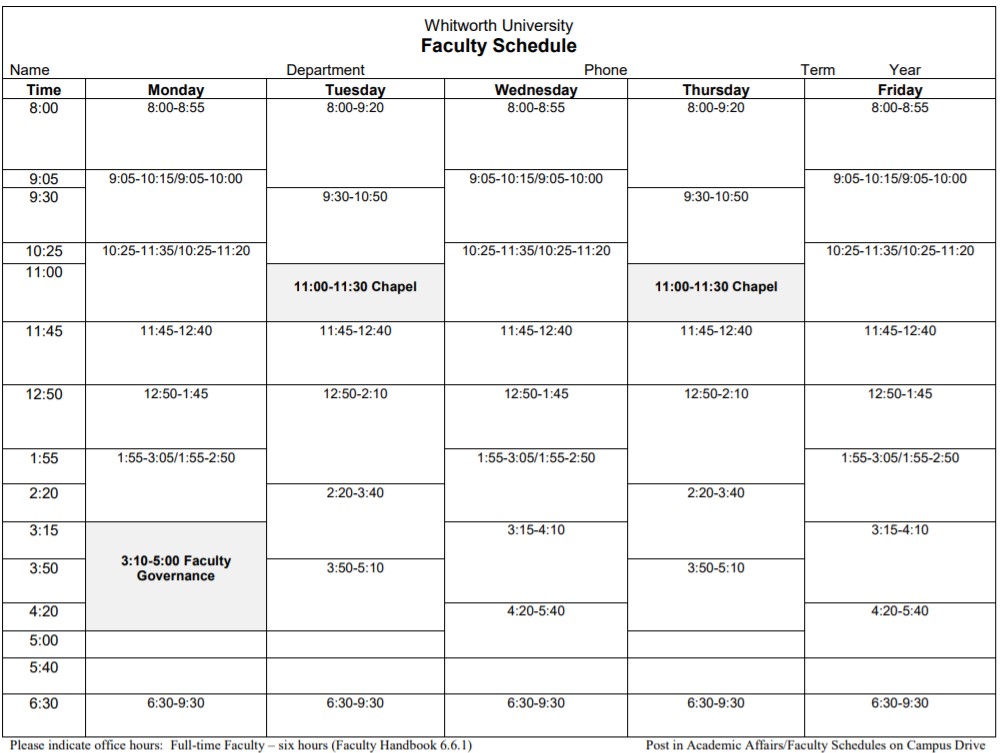 Whitworth University
Faculty Schedule
Name Department Phone Term Year
Time Monday Tuesday Wednesday Thursday Friday
8:00 8:00-8:55 8:00-9:20 8:00-8:55 8:00-9:20 8:00-8:55
9:05 9:05-10:15/9:05-10:00 9:05-10:15/9:05-10:00 9:05-10:15/9:05-10:00
9:30 9:30-10:50 9:30-10:50
10:25 10:25-11:35/10:25-11:20 10:25-11:35/10:25-11:20 10:25-11:35/10:25-11:20
11:00
11:00-11:30 Chapel 11:00-11:30 Chapel
11:45 11:45-12:40 11:45-12:40 11:45-12:40 11:45-12:40 11:45-12:40
12:50 12:50-1:45 12:50-2:10 12:50-1:45 12:50-2:10 12:50-1:45
1:55 1:55-3:05/1:55-2:50 1:55-3:05/1:55-2:50 1:55-3:05/1:55-2:50
2:20 2:20-3:40 2:20-3:40
3:15 3:15-4:10 3:15-4:10
3:10-5:00 Faculty
Governance
3:50 3:50-5:10 3:50-5:10
4:20 4:20-5:40 4:20-5:40
5:00
5:40
6:30 6:30-9:30 6:30-9:30 6:30-9:30 6:30-9:30 6:30-9:30
Please indicate office hours: Full-time Faculty – six hours (Faculty Handbook 6.6.1) Post in Academic Affairs/Faculty Schedules on Campus Drive